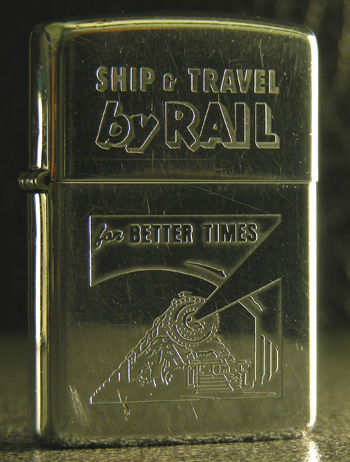 SHIP & TRAVEL
by RAIL
for BETTER TIMES